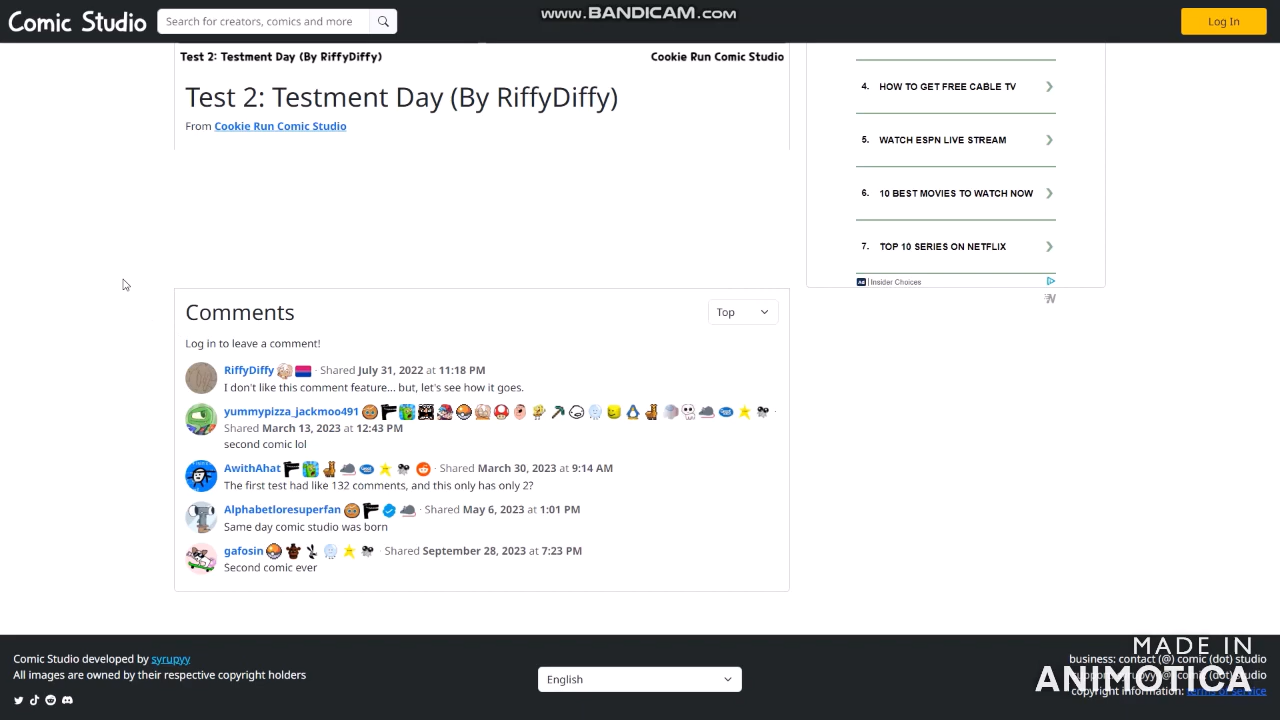 www.BANDICAM.com
Comic Studio
Search for creators, comics and more
Log In
Test 2: Testment Day (By RiffyDiffy)
Cookie Run Comic Studio
Test 2: Testment Day (By RiffyDiffy)
From Cookie Run Comic Studio
4. HOW TO GET FREE CABLE TV
5. WATCH ESPN LIVE STREAM
6. 10 BEST MOVIES TO WATCH NOW
7. TOP 10 SERIES ON NETFLIX
Ad | Insider Choices
Comments
Top
Log in to leave a comment!
RiffyDiffy · Shared July 31, 2022 at 11:18 PM
I don't like this comment feature... but, let's see how it goes.
yummypizza_jackmoo491 ·
Shared March 13, 2023 at 12:43 PM
second comic lol
AwithAhat · Shared March 30, 2023 at 9:14 AM
The first test had like 132 comments, and this only has only 2?
Alphabetloresuperfan · Shared May 6, 2023 at 1:01 PM
Same day comic studio was born
gafosin · Shared September 28, 2023 at 7:23 PM
Second comic ever
Comic Studio developed by syrupyy
All images are owned by their respective copyright holders
English
MADE IN
ANIMOTICA
business: contact (@) comic (dot) studio
copyright information: terms of service